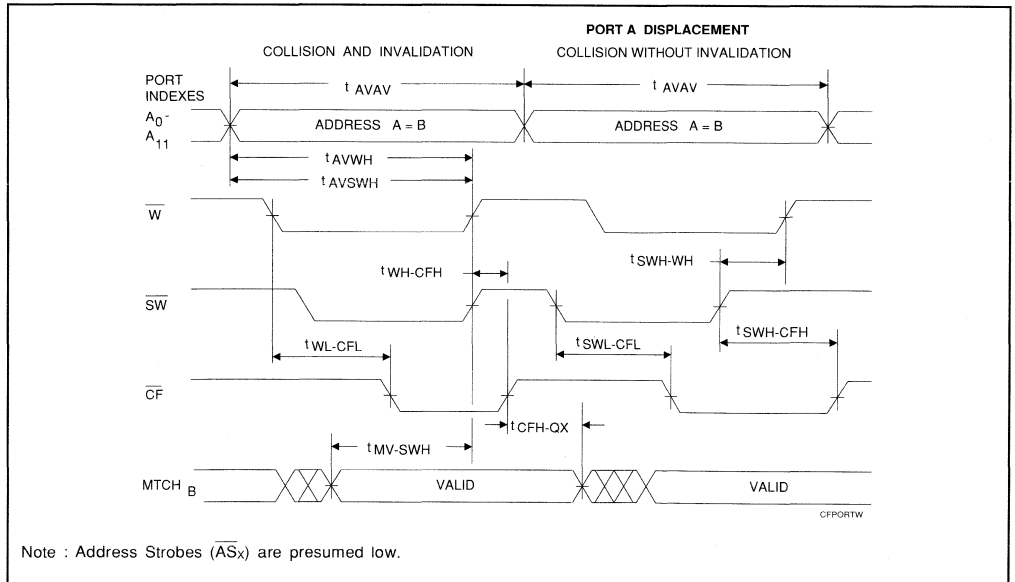 PORT A DISPLACEMENT
COLLISION AND INVALIDATION
COLLISION WITHOUT INVALIDATION
PORT
INDEXES
t AVAV
t AVAV
A0-
A11
ADDRESS A = B
ADDRESS A = B
t AVWH
t AVSWH
W
t WH-CFH
t SWH-WH
SW
t WL-CFL
t SWL-CFL
t SWH-CFH
CF
t CFH-QX
t MV-SWH
MTCH B
VALID
VALID
CFPORTW
Note : Address Strobes (ASX) are presumed low.